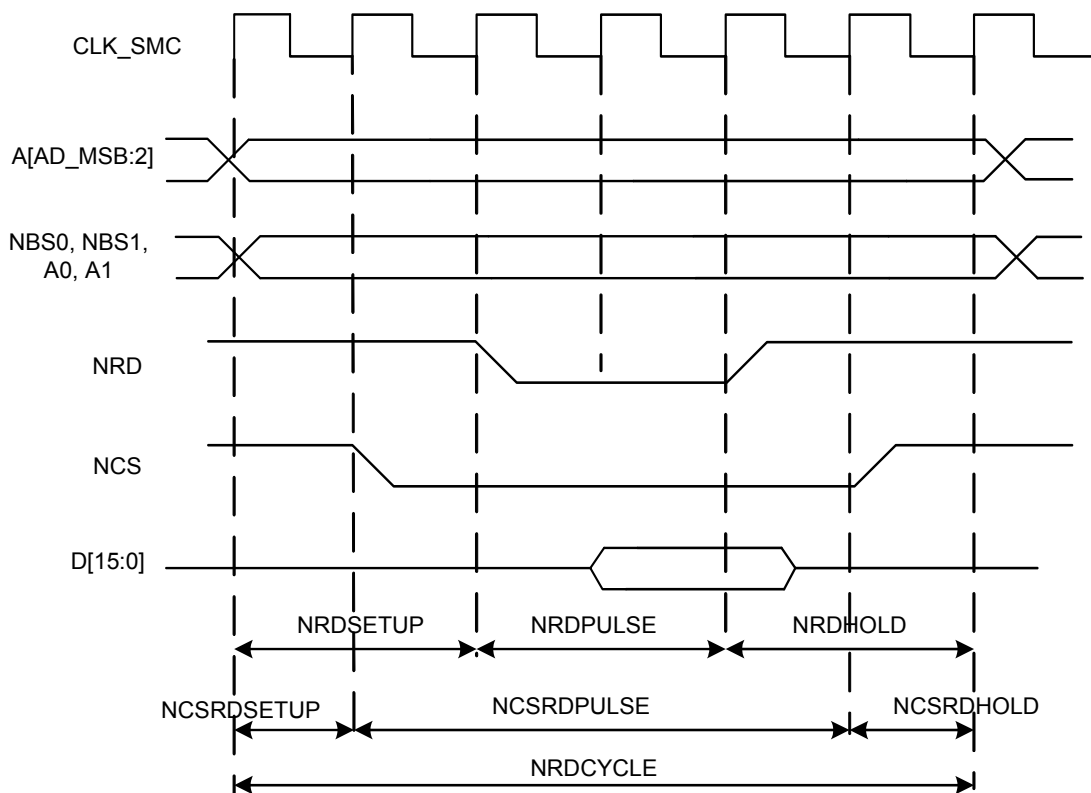 CLK_SMC
A[AD_MSB:2]
NBS0, NBS1,
A0, A1
NRD
NCS
D[15:0]
NRDSETUP
NRDPULSE
NRDHOLD
NCSRDSETUP
NCSRDPULSE
NCSRDHOLD
NRDCYCLE